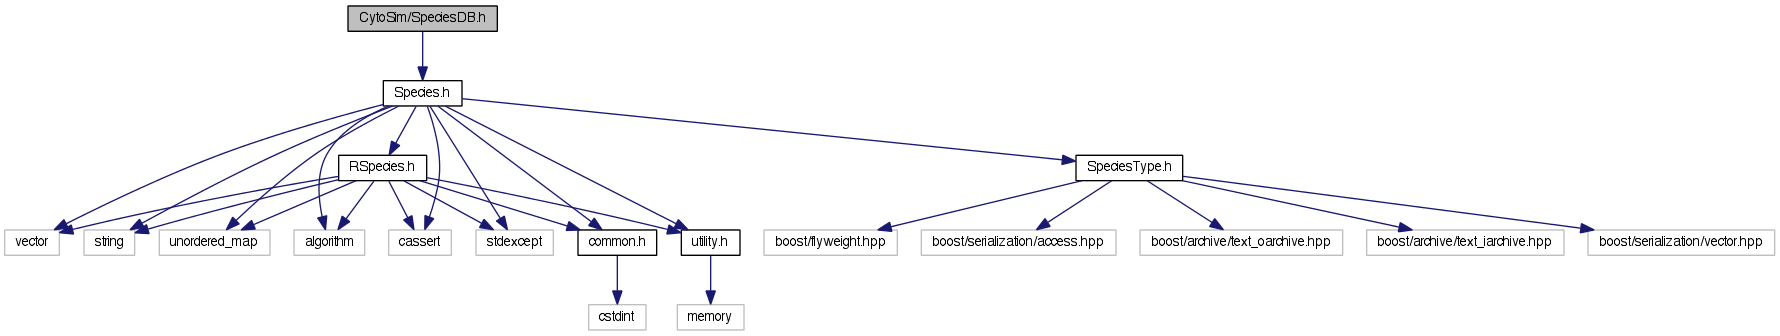 CytoSim/SpeciesDB.h
Species.h
RSpecies.h
SpeciesType.h
vector
string
unordered_map
algorithm
cassert
stdexcept
common.h
utility.h
boost/flyweight.hpp
boost/serialization/access.hpp
boost/archive/text_oarchive.hpp
boost/archive/text_iarchive.hpp
boost/serialization/vector.hpp
cstdint
memory